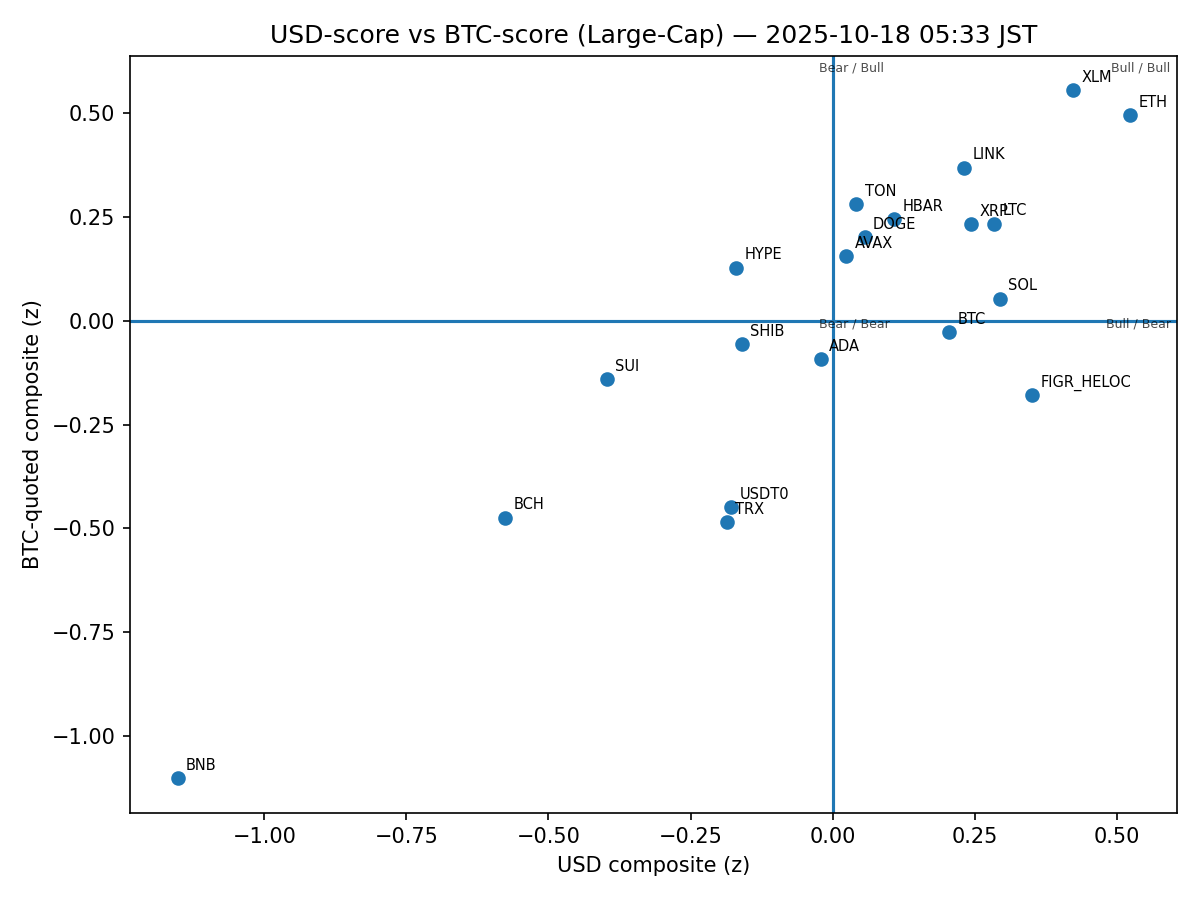 USD-score vs BTC-score (Large-Cap) — 2025-10-18 05:33 JST
Bear / Bull
Bull / Bull
XLM
ETH
LINK
TON
HBAR
XRP
LTC
DOGE
AVAX
HYPE
SOL
BTC
Bear / Bear
Bull / Bear
SHIB
ADA
SUI
FIGR_HELOC
USDT0
BCH
TRX
BNB
0.50
0.25
0.00
−0.25
−0.50
−0.75
−1.00
BTC-quoted composite (z)
−1.00
−0.75
−0.50
−0.25
0.00
0.25
0.50
USD composite (z)